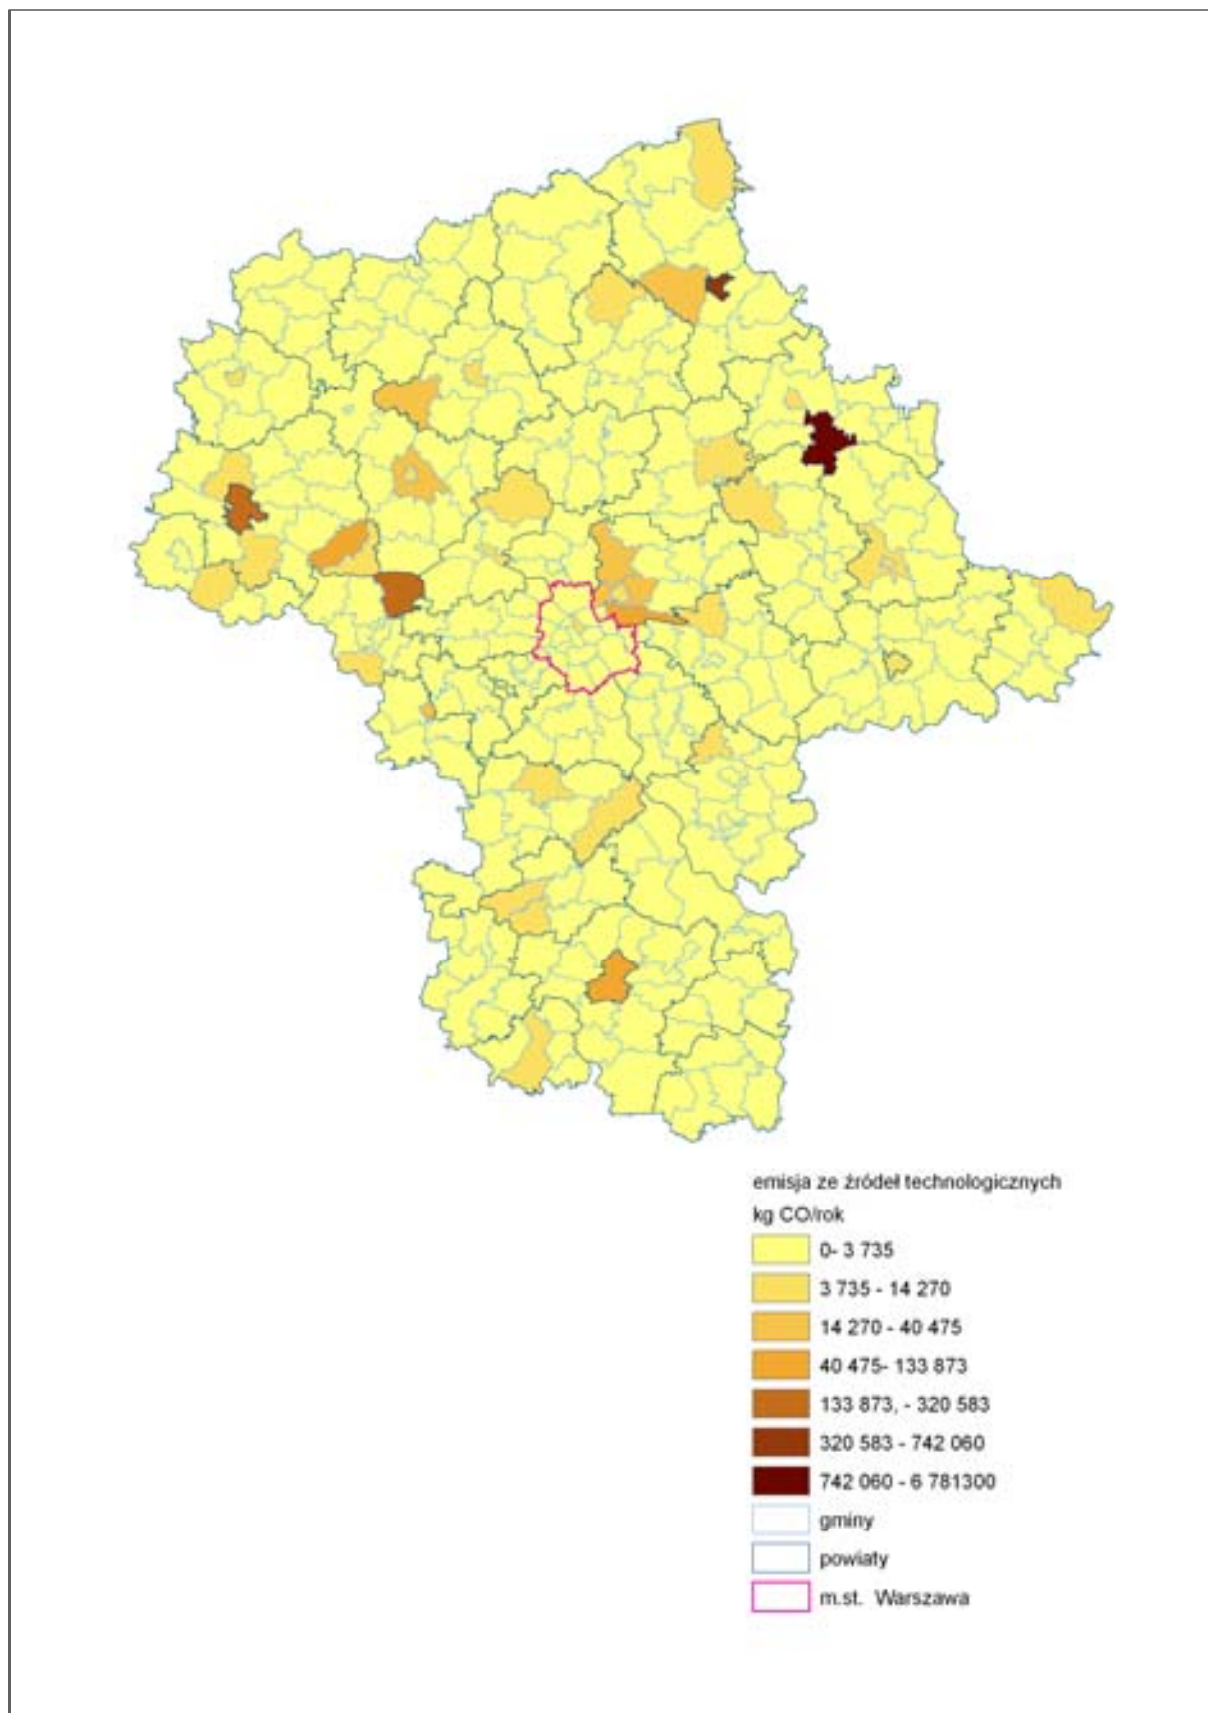 emisja ze źródeł technologicznych
kg CO/rok
0- 3 735
3 735 - 14 270
14 270 - 40 475
40 475- 133 873
133 873, - 320 583
320 583 - 742 060
742 060 - 6 781300
gminy
powiaty
m.st. Warszawa